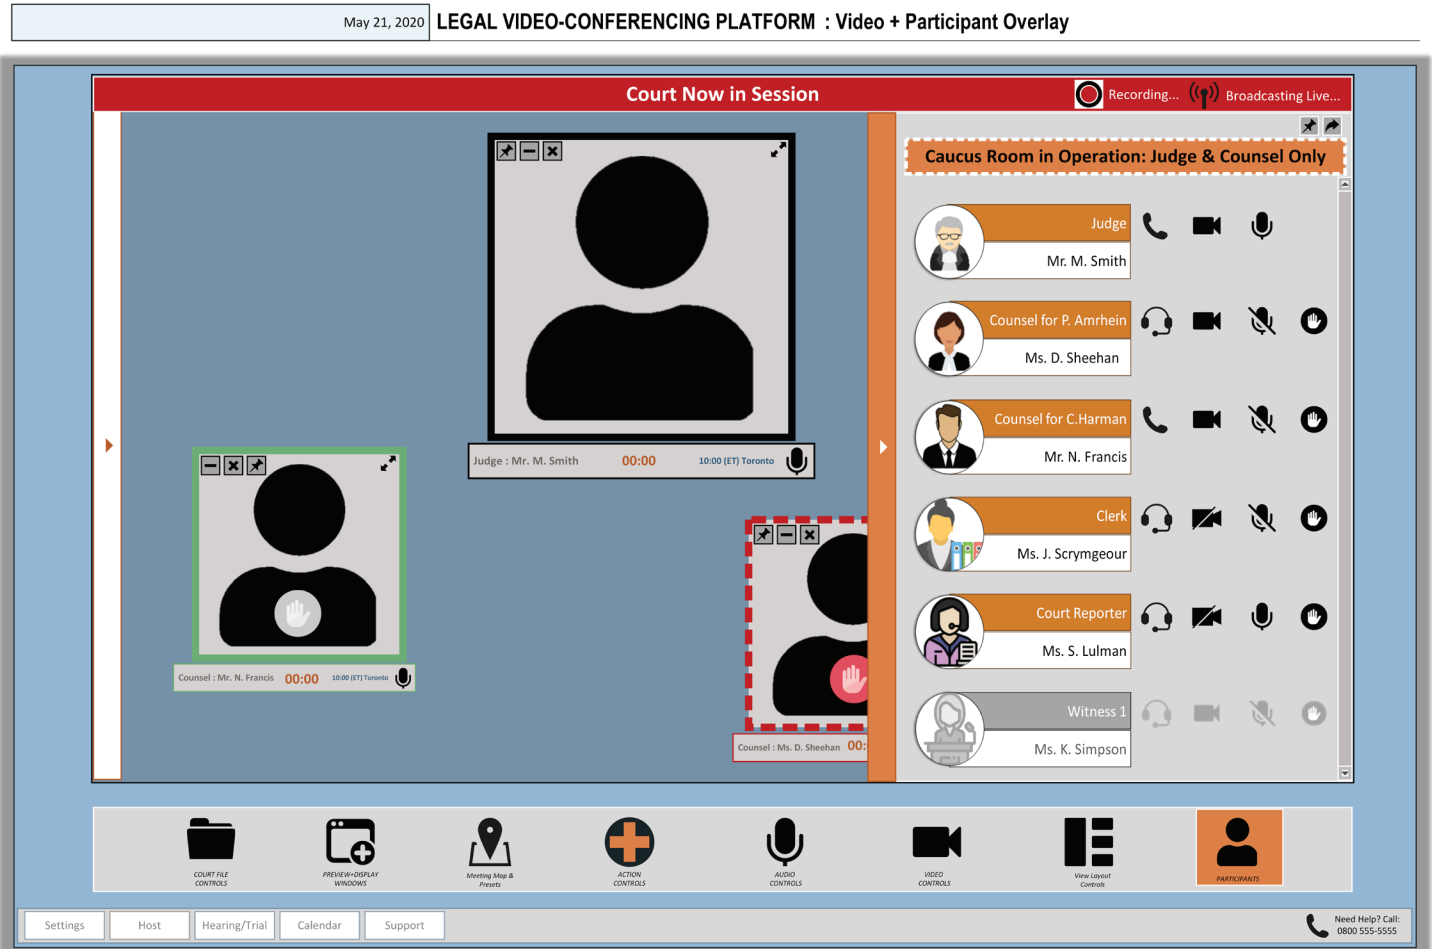 May 21, 2020
LEGAL VIDEO-CONFERENCING PLATFORM : Video + Participant Overlay
Court Now in Session
Recording...
Broadcasting Live...
Caucus Room in Operation: Judge & Counsel Only
Judge
Mr. M. Smith
Counsel for P. Amrhein
Ms. D. Sheehan
Counsel for C.Harman
Mr. N. Francis
Clerk
Ms. J. Scrymgeour
Court Reporter
Ms. S. Lulman
Witness 1
Ms. K. Simpson
Judge : Mr. M. Smith 00:00 10:00 (ET) Toronto
Counsel : Mr. N. Francis 00:00 10:00 (ET) Toronto
Counsel : Ms. D. Sheehan 00:
COURT FILE
CONTROLS
PREVIEW+DISPLAY
WINDOWS
Meeting Map &
Presets
ACTION
CONTROLS
AUDIO
CONTROLS
VIDEO
CONTROLS
View Layout
Controls
PARTICIPANTS
Settings
Host
Hearing/Trial
Calendar
Support
Need Help? Call:
0800 555-5555